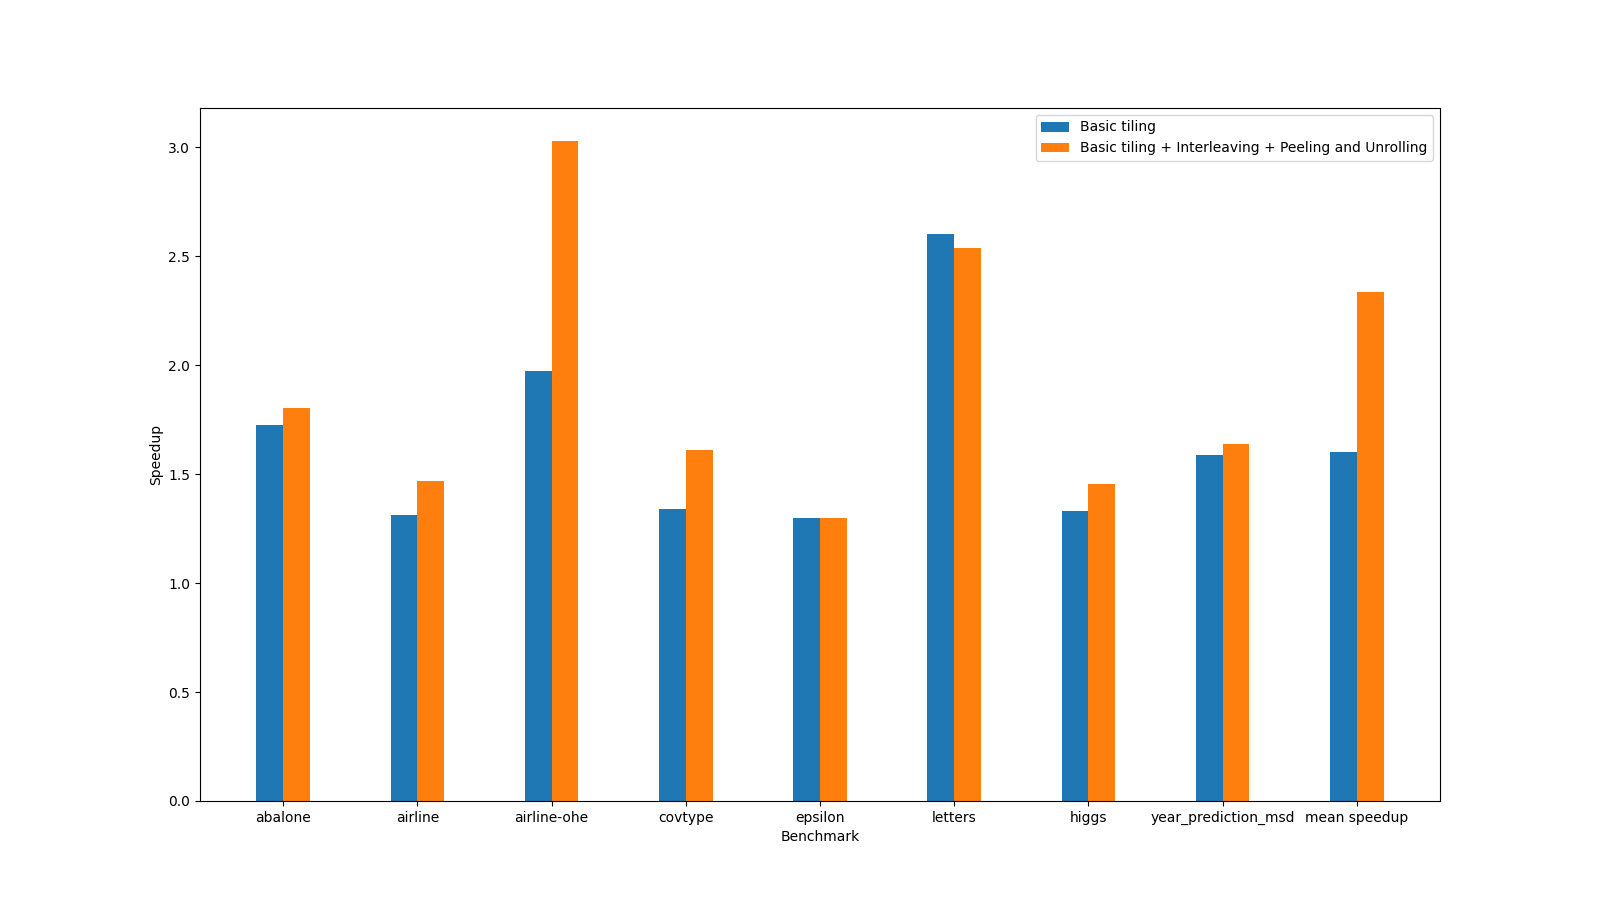 Basic tiling
Basic tiling + Interleaving + Peeling and Unrolling
3.0
2.5
2.0
1.5
1.0
0.5
0.0
Speedup
abalone airline airline-ohe covtype epsilon letters higgs year_prediction_msd mean speedup
Benchmark